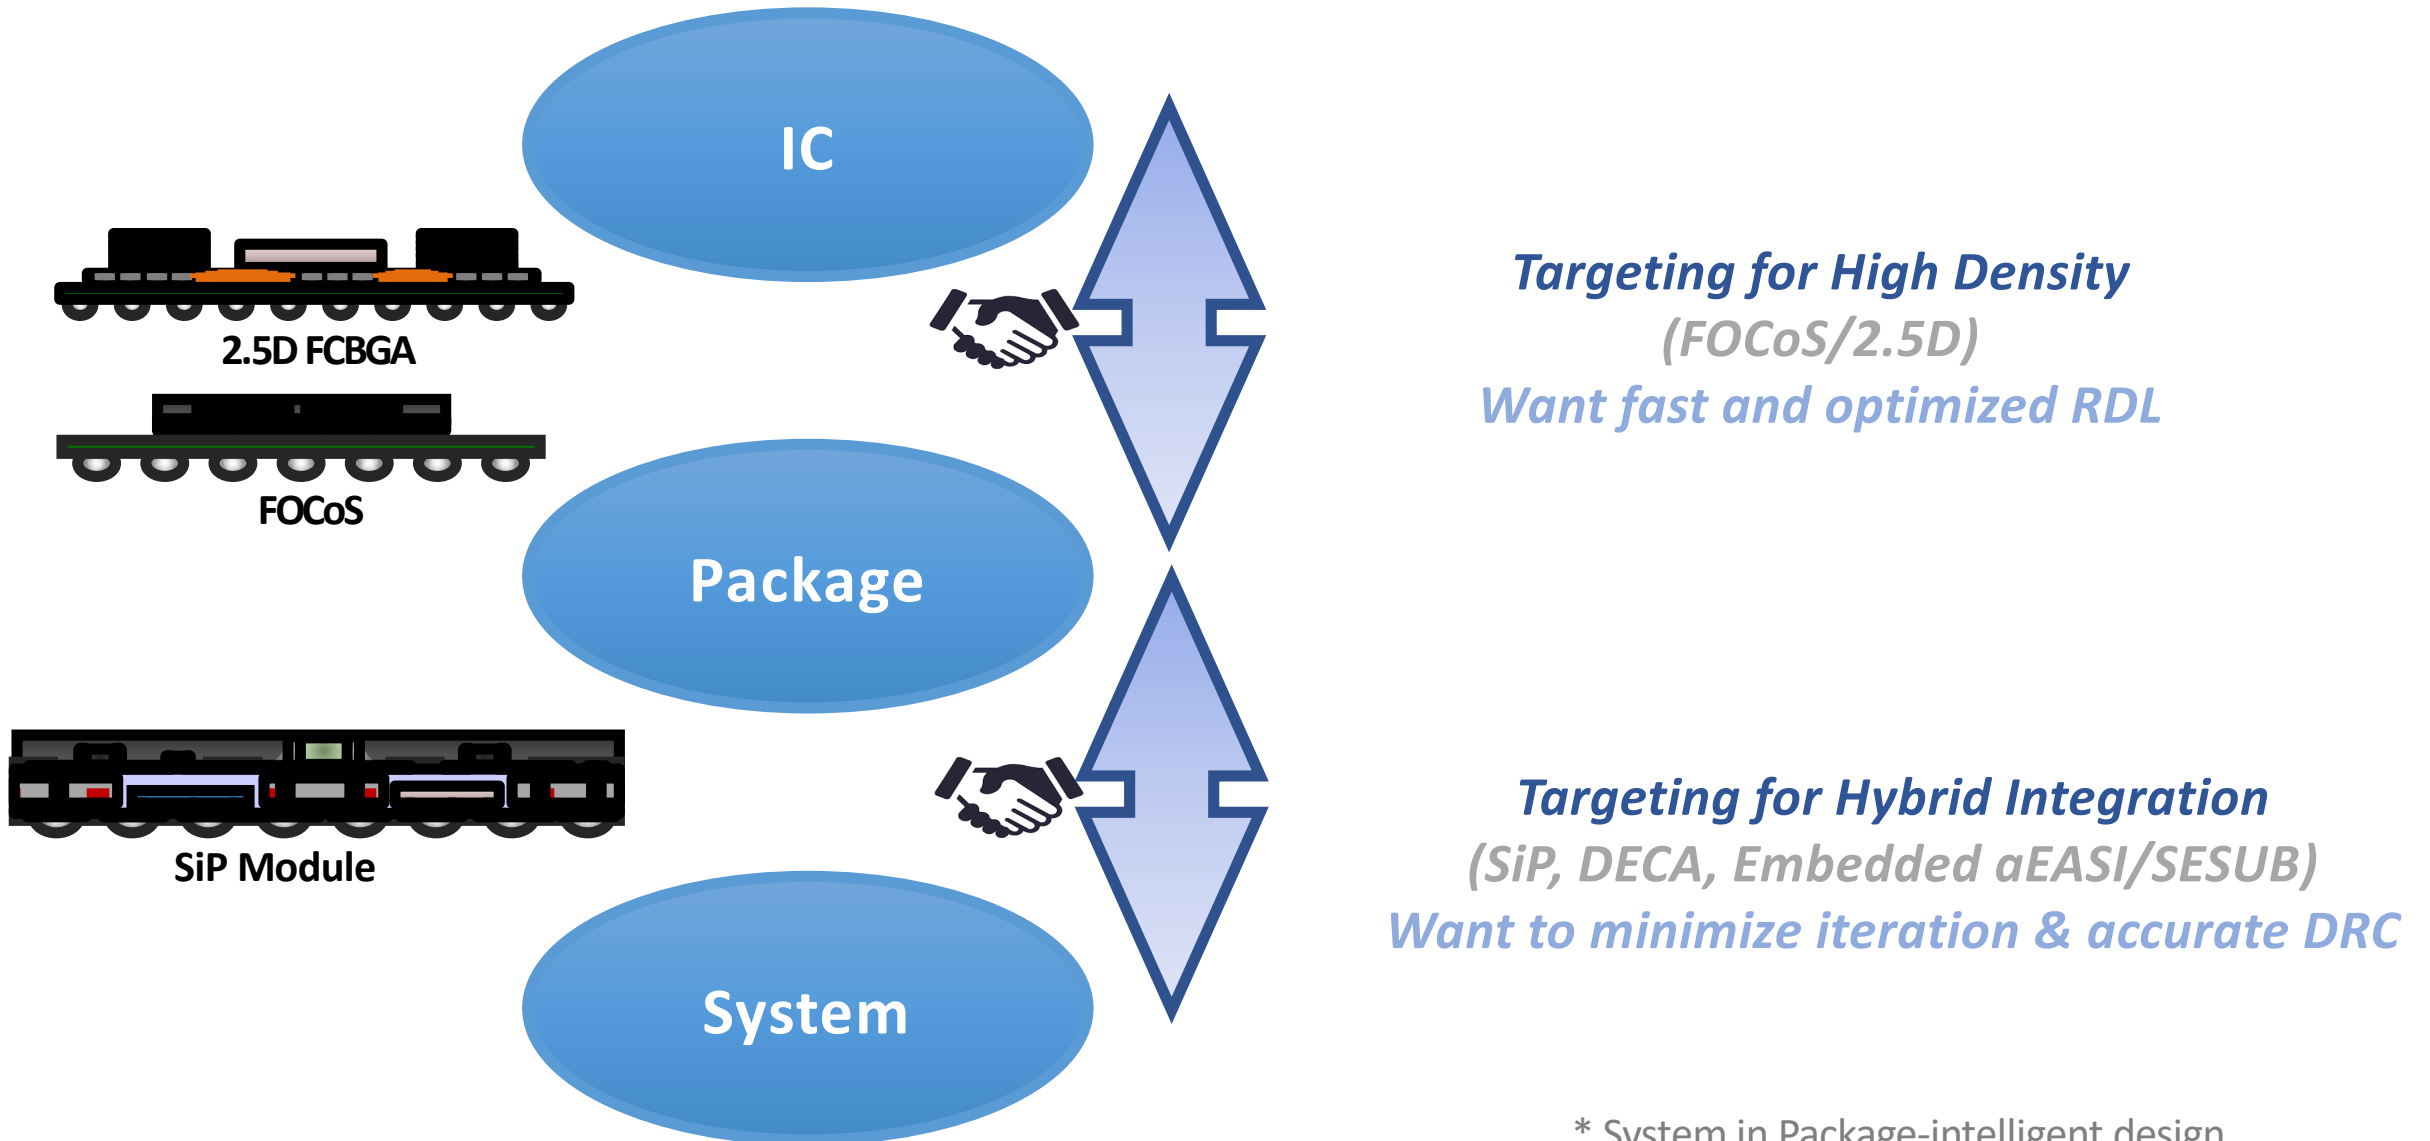 IC
2.5D FCBGA
FOCoS
Targeting for High Density
(FOCoS/2.5D)
Want fast and optimized RDL
Package
SiP Module
Targeting for Hybrid Integration
(SiP, DECA, Embedded aEASI/SESUB)
Want to minimize iteration & accurate DRC
System
* System in Package-intelligent design